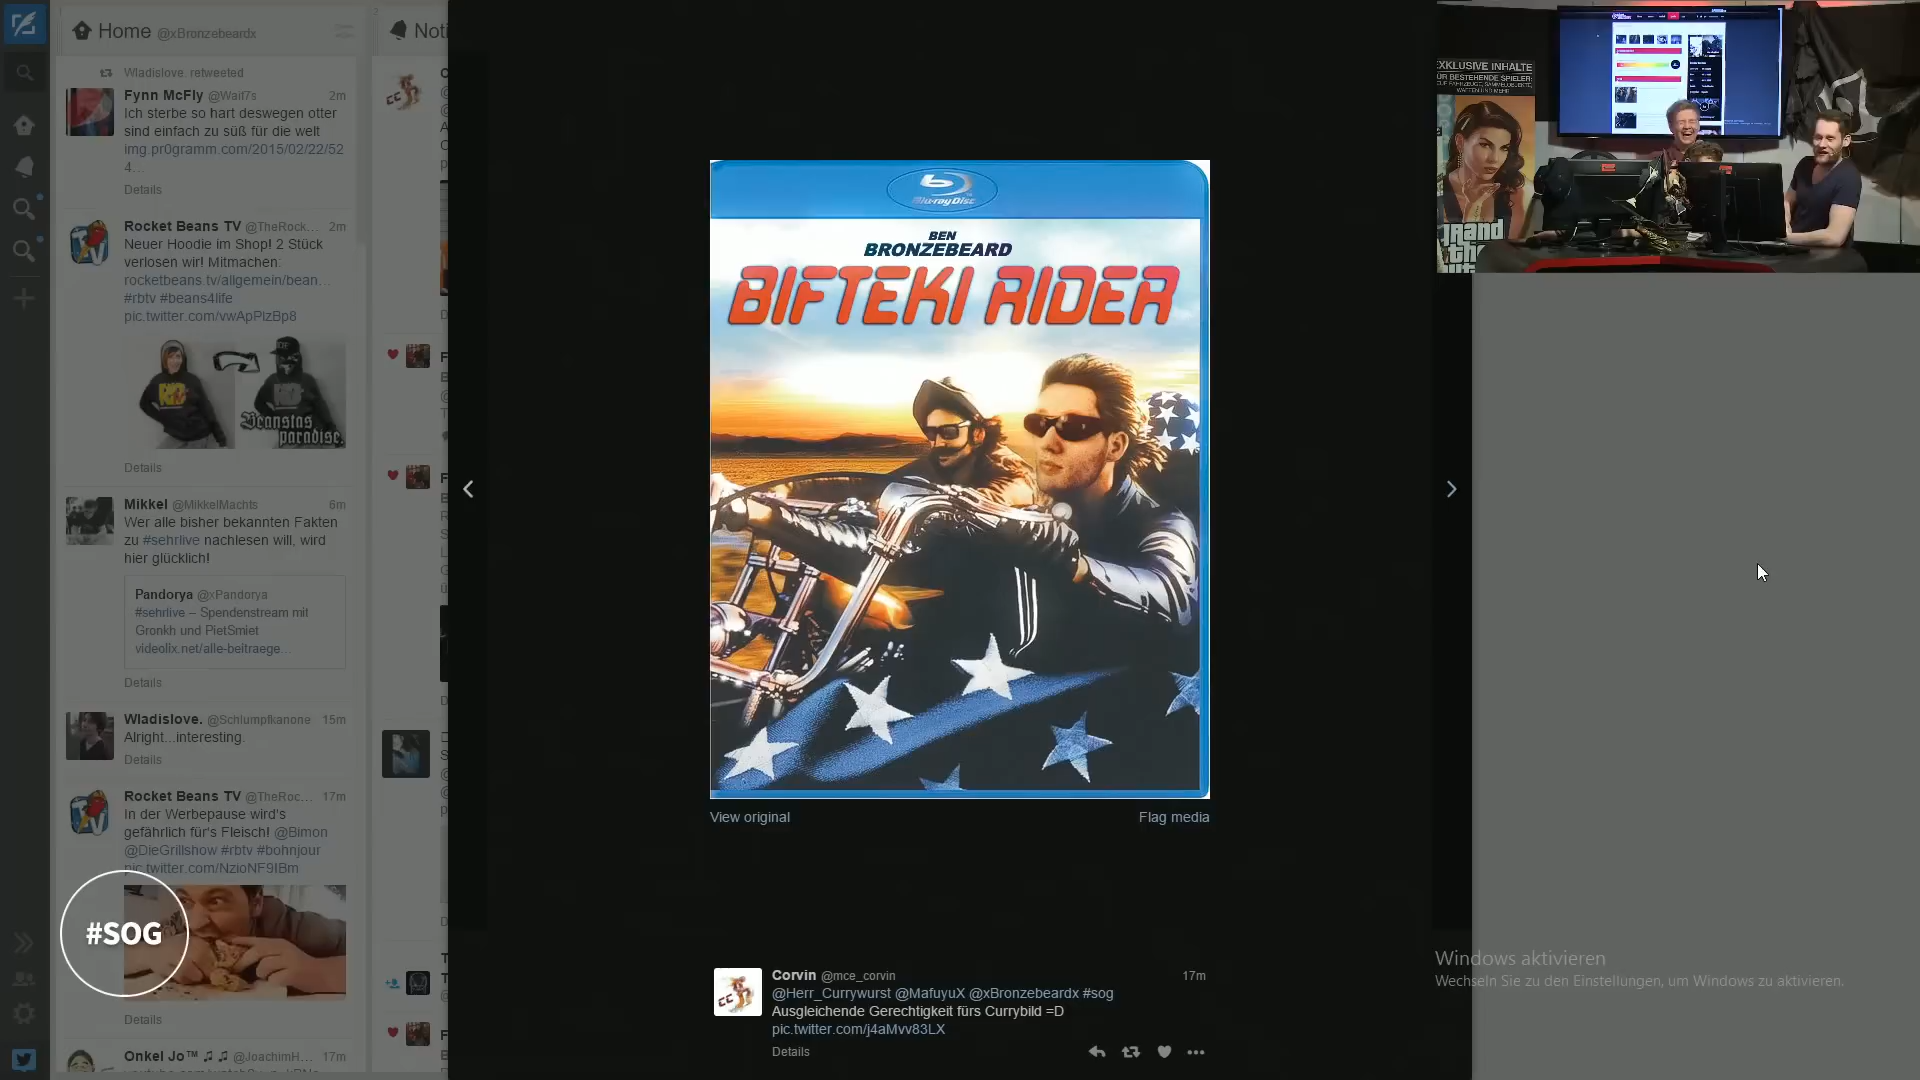 Home @xBronzebeardx
Noti
Wladislove. retweeted
Fynn McFly @Wait7s 2m
Ich sterbe so hart deswegen otter
sind einfach zu süß für die welt
img.pr0gramm.com/2015/02/22/52
4…
Details
Rocket Beans TV @TheRock… 2m
Neuer Hoodie im Shop! 2 Stück
verlosen wir! Mitmachen:
rocketbeans.tv/allgemein/bean…
#rbtv #beans4life
pic.twitter.com/vwApPlzBp8
Beanstas
paradise.
Details
Mikkel @MikkelMachts 6m
Wer alle bisher bekannten Fakten
zu #sehrlive nachlesen will, wird
hier glücklich!
Pandorya @xPandorya
#sehrlive – Spendenstream mit
Gronkh und PietSmiet
videolix.net/alle-beitraege…
Details
Wladislove. @Schlumpfkanone 15m
Alright...interesting.
Details
Rocket Beans TV @TheRoc… 17m
In der Werbepause wird's
gefährlich für's Fleisch! @Bimon
@DieGrillshow #rbtv #bohnjour
pic.twitter.com/NzioNF9IBm
#SOG
Details
Onkel Jo™ ♫ ♫ @JoachimH… 17m
Blu-ray Disc
BEN
BRONZEBEARD
BIFTEKI RIDER
View original
Flag media
Corvin @mce_corvin 17m
@Herr_Currywurst @MafuyuX @xBronzebeardx #sog
Ausgleichende Gerechtigkeit fürs Currybild =D
pic.twitter.com/j4aMvv83LX
Details
EXKLUSIVE INHALTE
FÜR BESTEHENDE SPIELER:
Windows aktivieren
Wechseln Sie zu den Einstellungen, um Windows zu aktivieren.